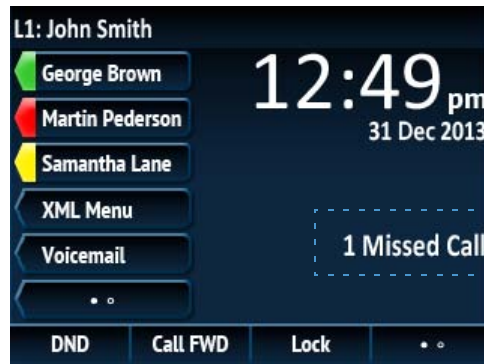 L1: John Smith
George Brown
12:49 pm
Martin Pederson
31 Dec 2013
Samantha Lane
XML Menu
1 Missed Call
Voicemail
DND Call FWD Lock